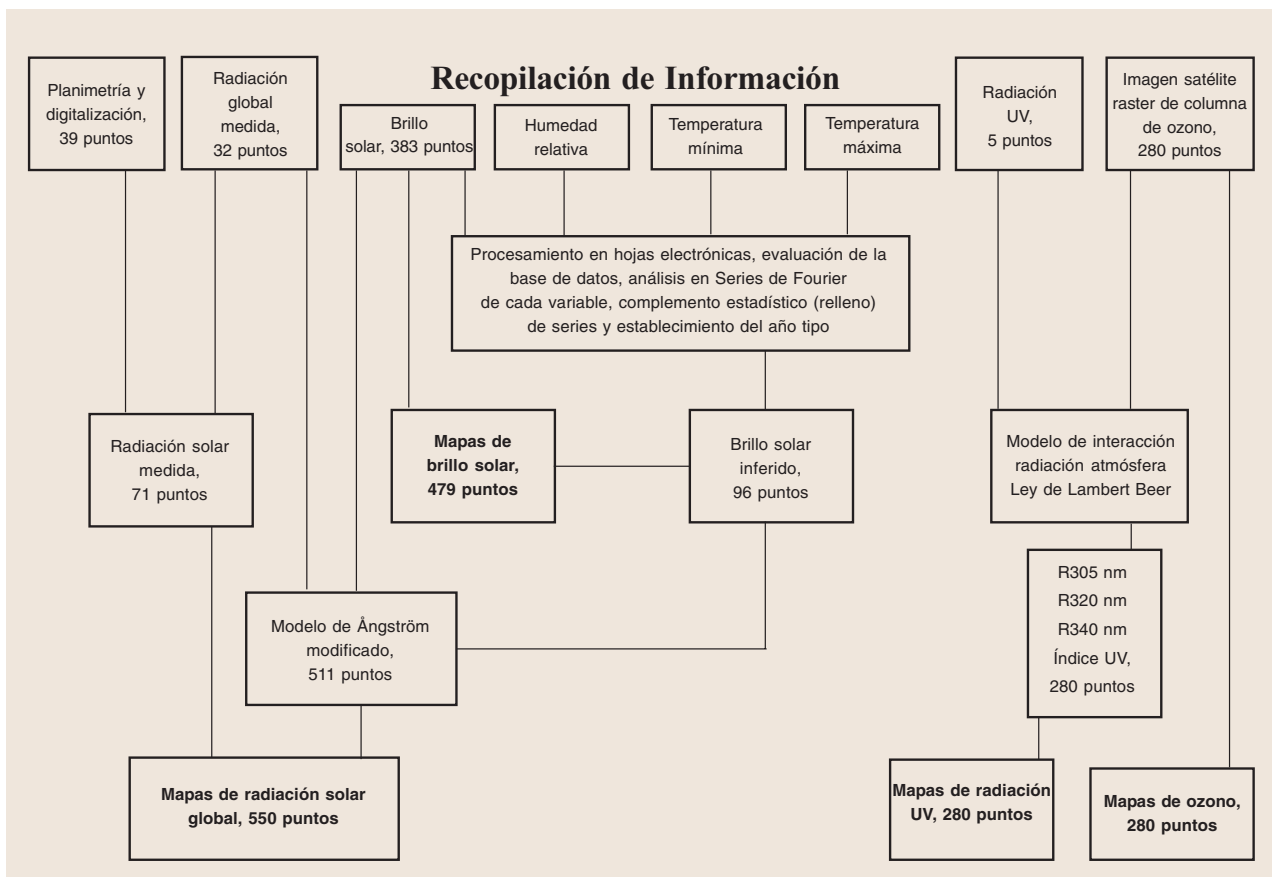 Recopilación de Información
Planimetría y
digitalización,
39 puntos
Radiación
global
medida,
32 puntos
Brillo
solar, 383 puntos
Humedad
relativa
Temperatura
mínima
Temperatura
máxima
Radiación
UV,
5 puntos
Imagen satélite
raster de columna
de ozono,
280 puntos
Procesamiento en hojas electrónicas, evaluación de la
base de datos, análisis en Series de Fourier
de cada variable, complemento estadístico (relleno)
de series y establecimiento del año tipo
Radiación solar
medida,
71 puntos
Mapas de
brillo solar,
479 puntos
Brillo solar
inferido,
96 puntos
Modelo de interacción
radiación atmósfera
Ley de Lambert Beer
R305 nm
R320 nm
R340 nm
Índice UV,
280 puntos
Modelo de Ångström
modificado,
511 puntos
Mapas de radiación solar
global, 550 puntos
Mapas de radiación
UV, 280 puntos
Mapas de ozono,
280 puntos